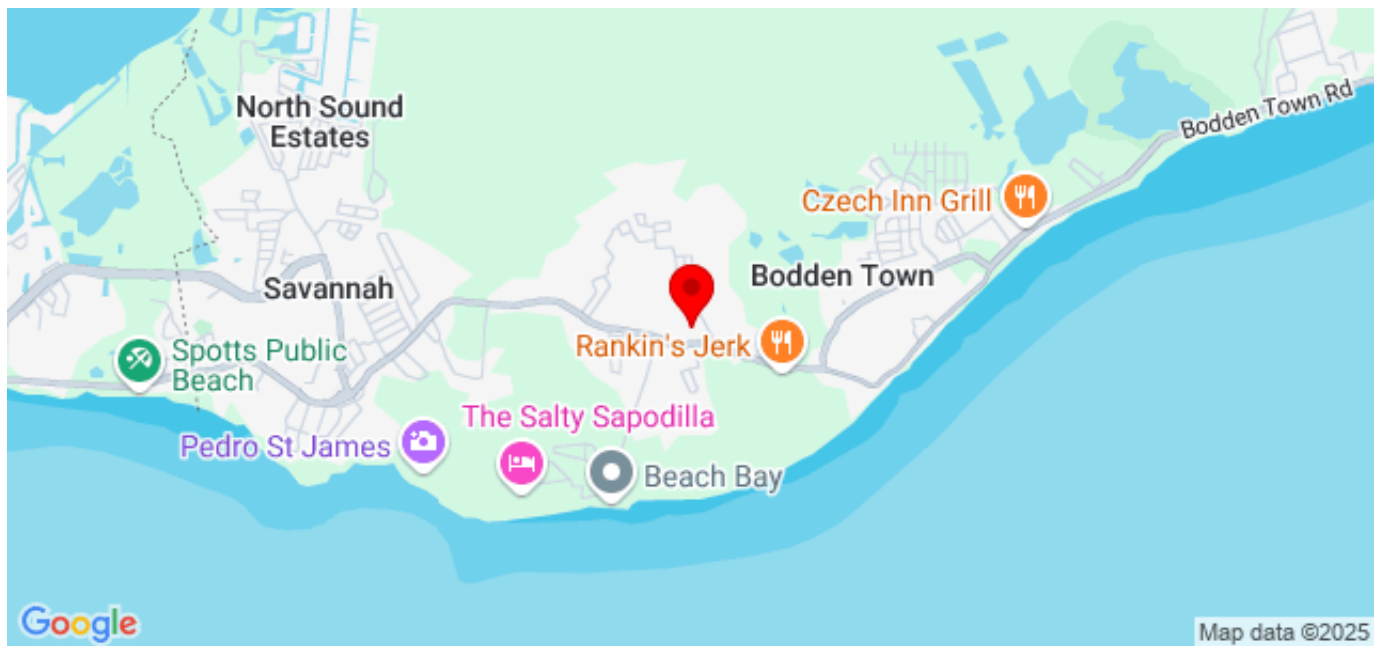 Bodden Town Rd
North Sound
Estates
Czech Inn Grill
Bodden Town
Savannah
Rankin's Jerk
Spotts Public
Beach
The Salty Sapodilla
Pedro St James
Beach Bay
Google
Map data ©2025